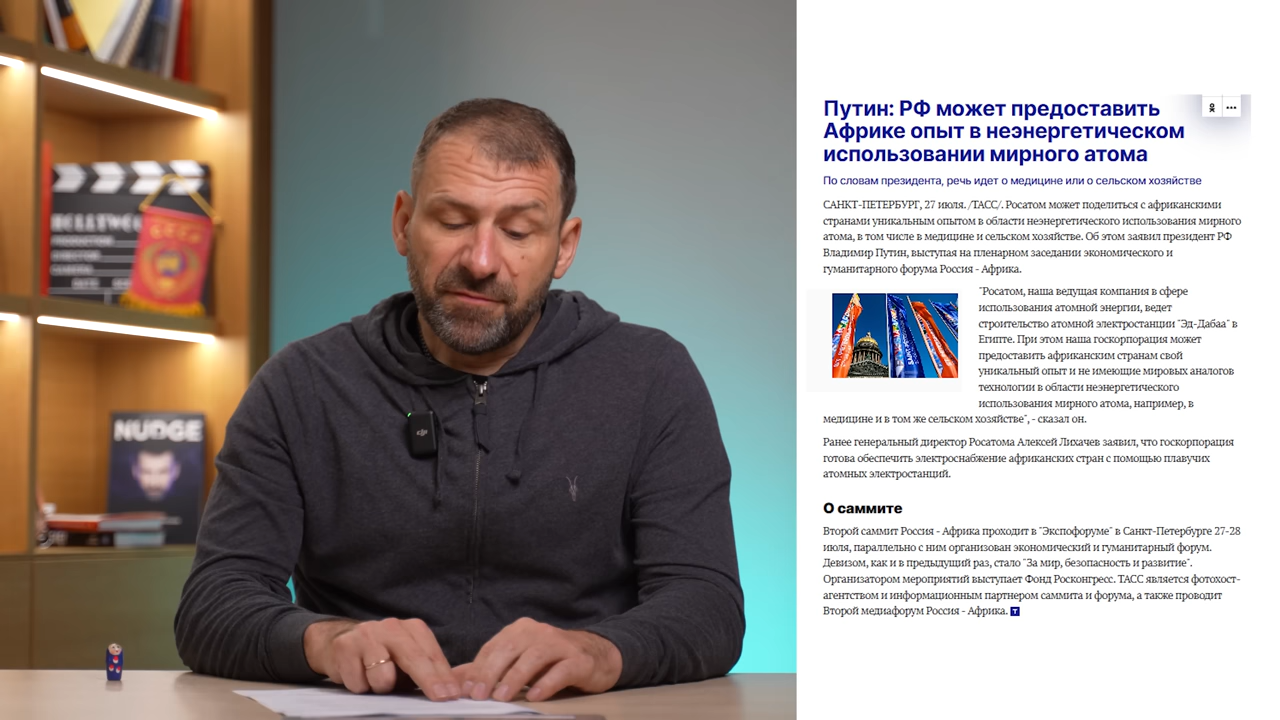 HOLLYWOOD
PRODUCTION
DIRECTOR
CAMERA
DATE
СССР
NUDGE
dji
Путин: РФ может предоставить
Африке опыт в неэнергетическом
использовании мирного атома
По словам президента, речь идет о медицине или о сельском хозяйстве
САНКТ-ПЕТЕРБУРГ, 27 июля. /ТАСС/. Росатом может поделиться с африканскими
странами уникальным опытом в области неэнергетического использования мирного
атома, в том числе в медицине и сельском хозяйстве. Об этом заявил президент РФ
Владимир Путин, выступая на пленарном заседании экономического и
гуманитарного форума Россия - Африка.
"Росатом, наша ведущая компания в сфере
использования атомной энергии, ведет
строительство атомной электростанции "Эд-Дабаа" в
Египте. При этом наша госкорпорация может
предоставить африканским странам свой
уникальный опыт и не имеющие мировых аналогов
технологии в области неэнергетического
использования мирного атома, например, в
медицине и в том же сельском хозяйстве", - сказал он.
Ранее генеральный директор Росатома Алексей Лихачев заявил, что госкорпорация
готова обеспечить электроснабжение африканских стран с помощью плавучих
атомных электростанций.
О саммите
Второй саммит Россия - Африка проходит в "Экспофоруме" в Санкт-Петербурге 27-28
июля, параллельно с ним организован экономический и гуманитарный форум.
Девизом, как и в предыдущий раз, стало "За мир, безопасность и развитие".
Организатором мероприятий выступает Фонд Росконгресс. ТАСС является фотохост-
агентством и информационным партнером саммита и форума, а также проводит
Второй медиафорум Россия - Африка.